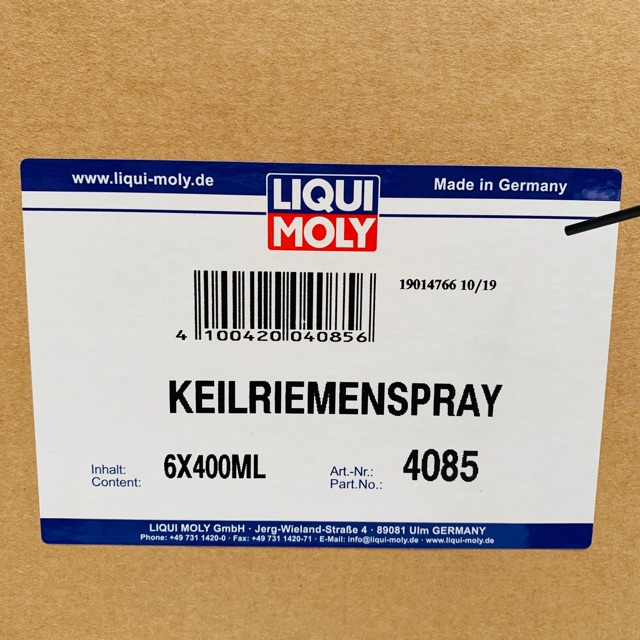 www.liqui-moly.de
LIQUI
MOLY
Made in Germany
19014766 10/19
4 100420 040856
KEILRIEMENSPRAY
Inhalt:
Content:
6X400ML
Art.-Nr.:
Part.No.:
4085
LIQUI MOLY GmbH · Jerg-Wieland-Straße 4 · 89081 Ulm GERMANY
Phone: +49 731 1420-0 · Fax: +49 731 1420-71 · E-Mail: info@liqui-moly.de · www.liqui-moly.de